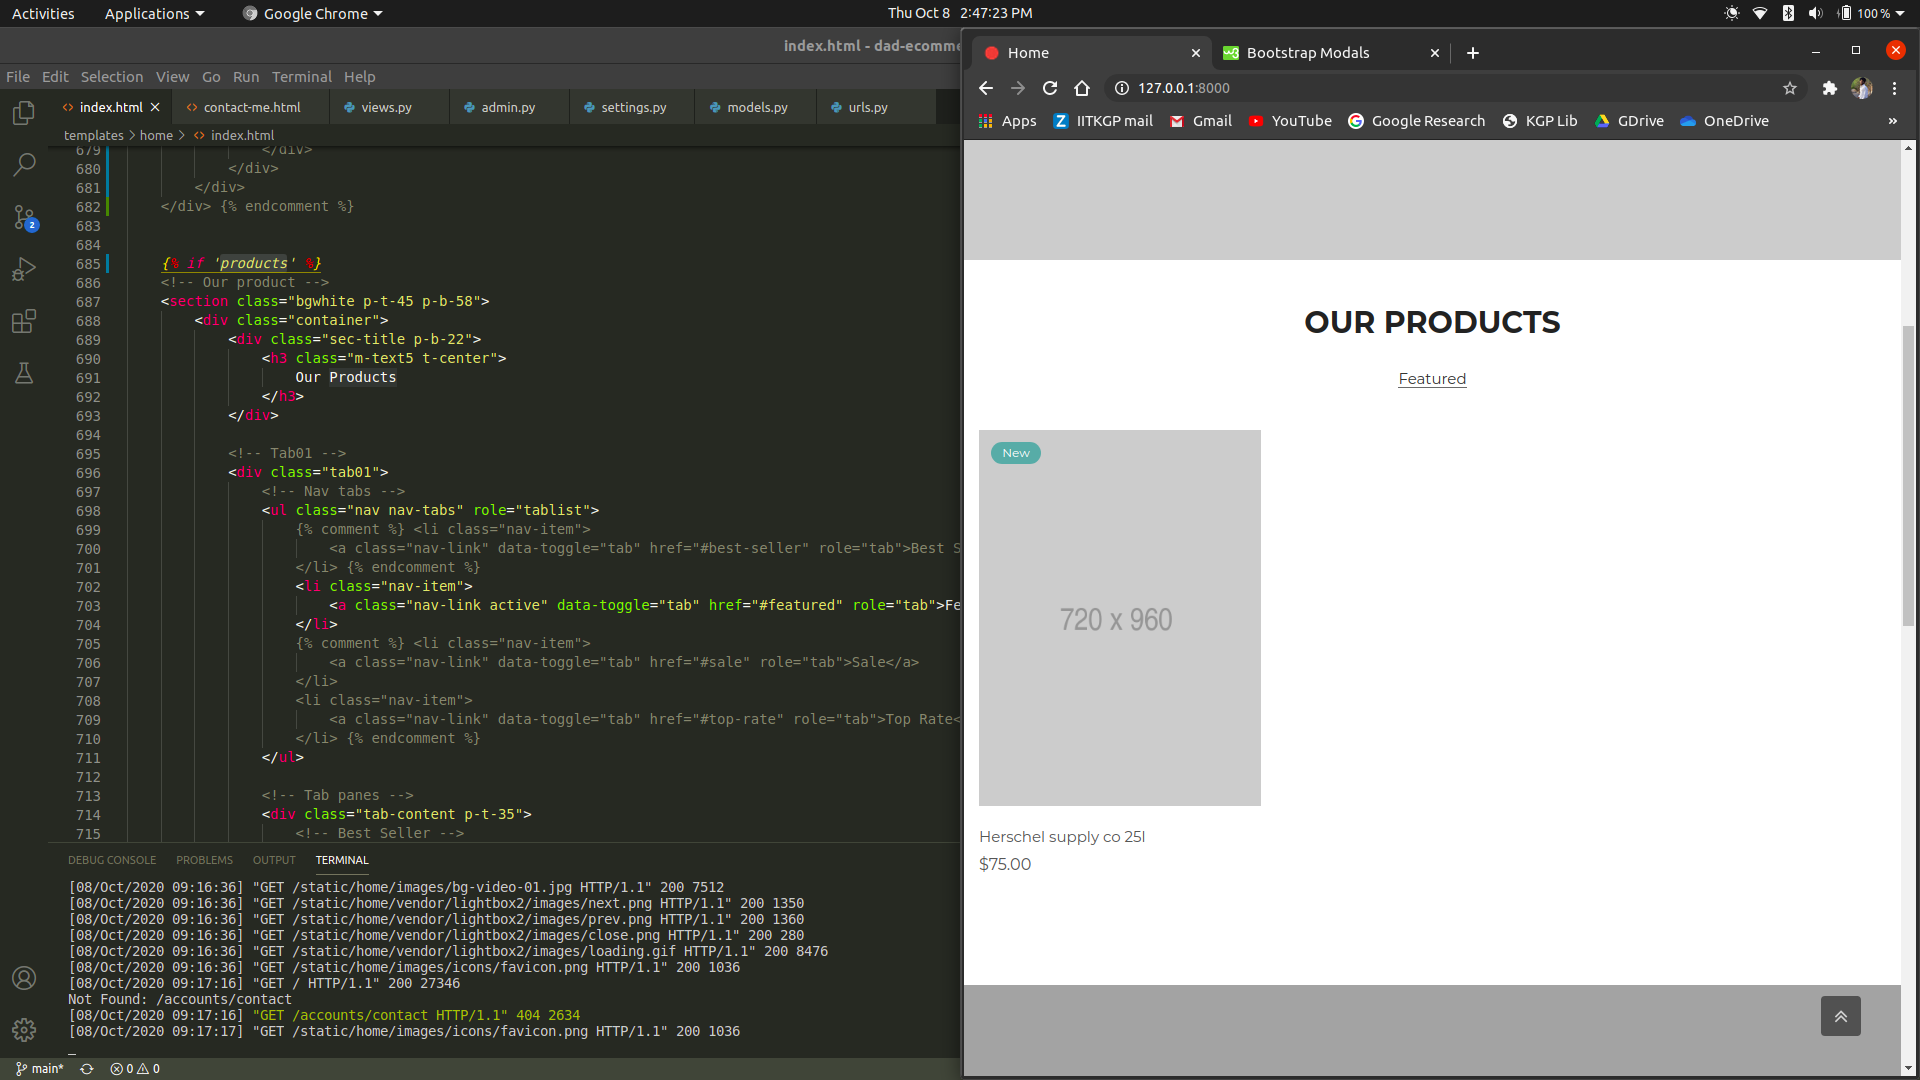 Activities Applications Google Chrome Thu Oct 8 2:47:23 PM 100 %
index.html - dad-ecomme
File Edit Selection View Go Run Terminal Help
index.html contact-me.html views.py admin.py settings.py models.py urls.py
templates > home > index.html
679 </div>
680 </div>
681 </div>
682 </div> {% endcomment %}
683
684
685 {% if 'products' %}
686 <!-- Our product -->
687 <section class="bgwhite p-t-45 p-b-58">
688 <div class="container">
689 <div class="sec-title p-b-22">
690 <h3 class="m-text5 t-center">
691 Our Products
692 </h3>
693 </div>
694
695 <!-- Tab01 -->
696 <div class="tab01">
697 <!-- Nav tabs -->
698 <ul class="nav nav-tabs" role="tablist">
699 {% comment %} <li class="nav-item">
700 <a class="nav-link" data-toggle="tab" href="#best-seller" role="tab">Best S
701 </li> {% endcomment %}
702 <li class="nav-item">
703 <a class="nav-link active" data-toggle="tab" href="#featured" role="tab">Fe
704 </li>
705 {% comment %} <li class="nav-item">
706 <a class="nav-link" data-toggle="tab" href="#sale" role="tab">Sale</a>
707 </li>
708 <li class="nav-item">
709 <a class="nav-link" data-toggle="tab" href="#top-rate" role="tab">Top Rate<
710 </li> {% endcomment %}
711 </ul>
712
713 <!-- Tab panes -->
714 <div class="tab-content p-t-35">
715 <!-- Best Seller -->
2
DEBUG CONSOLE PROBLEMS OUTPUT TERMINAL
[08/Oct/2020 09:16:36] "GET /static/home/images/bg-video-01.jpg HTTP/1.1" 200 7512
[08/Oct/2020 09:16:36] "GET /static/home/vendor/lightbox2/images/next.png HTTP/1.1" 200 1350
[08/Oct/2020 09:16:36] "GET /static/home/vendor/lightbox2/images/prev.png HTTP/1.1" 200 1360
[08/Oct/2020 09:16:36] "GET /static/home/vendor/lightbox2/images/close.png HTTP/1.1" 200 280
[08/Oct/2020 09:16:36] "GET /static/home/vendor/lightbox2/images/loading.gif HTTP/1.1" 200 8476
[08/Oct/2020 09:16:36] "GET /static/home/images/icons/favicon.png HTTP/1.1" 200 1036
[08/Oct/2020 09:17:16] "GET / HTTP/1.1" 200 27346
Not Found: /accounts/contact
[08/Oct/2020 09:17:16] "GET /accounts/contact HTTP/1.1" 404 2634
[08/Oct/2020 09:17:17] "GET /static/home/images/icons/favicon.png HTTP/1.1" 200 1036
main* 0 0
Home Bootstrap Modals
127.0.0.1:8000
Apps IITKGP mail Gmail YouTube Google Research KGP Lib GDrive OneDrive »
OUR PRODUCTS
Featured
New
720 x 960
Herschel supply co 25l
$75.00